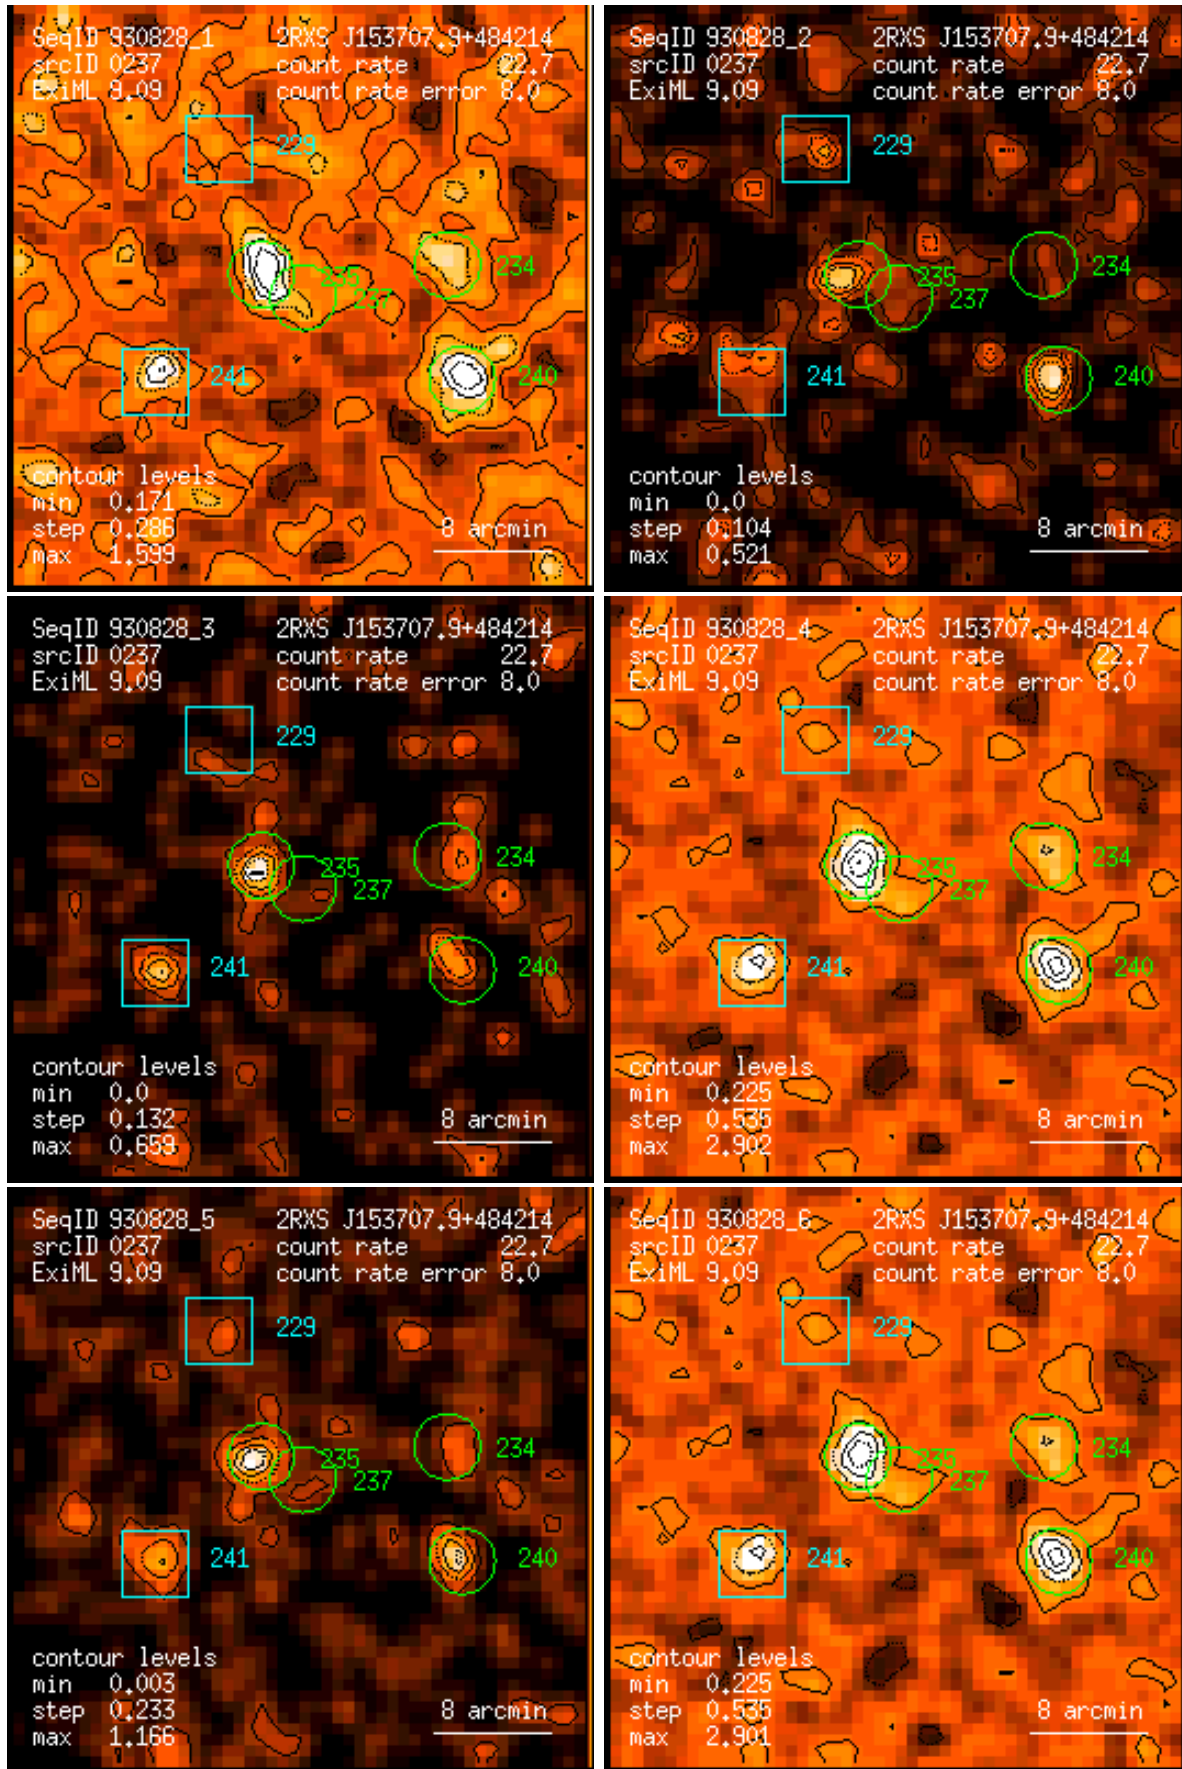 SeqID 930828_1 2RXS J153707.9+484214
srcID 0237 count rate 22.7
ExiML 9.09 count rate error 8.0
229
235 234
237
241 240
contour levels
min 0.171
step 0.286 8 arcmin
max 1.599
SeqID 930828_2 2RXS J153707.9+484214
srcID 0237 count rate 22.7
ExiML 9.09 count rate error 8.0
229
235 234
237
241 240
contour levels
min 0.0
step 0.104 8 arcmin
max 0.521
SeqID 930828_3 2RXS J153707.9+484214
srcID 0237 count rate 22.7
ExiML 9.09 count rate error 8.0
229
235 234
237
241 240
contour levels
min 0.0
step 0.132 8 arcmin
max 0.659
SeqID 930828_4 2RXS J153707.9+484214
srcID 0237 count rate 22.7
ExiML 9.09 count rate error 8.0
229
235 234
237
241 240
contour levels
min 0.225
step 0.535 8 arcmin
max 2.902
SeqID 930828_5 2RXS J153707.9+484214
srcID 0237 count rate 22.7
ExiML 9.09 count rate error 8.0
229
235 234
237
241 240
contour levels
min 0.003
step 0.233 8 arcmin
max 1.166
SeqID 930828_6 2RXS J153707.9+484214
srcID 0237 count rate 22.7
ExiML 9.09 count rate error 8.0
229
235 234
237
241 240
contour levels
min 0.225
step 0.535 8 arcmin
max 2.901